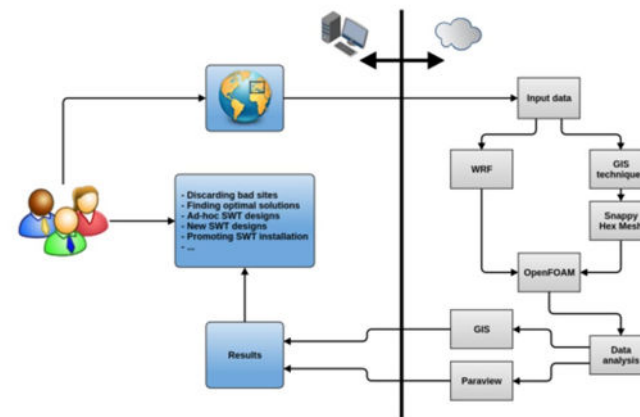 Input data
WRF
GIS
technique
Snappy
Hex Mesh
- Discarding bad sites
- Finding optimal solutions
- Ad-hoc SWT designs
- New SWT designs
- Promoting SWT installation
- ...
OpenFOAM
GIS
Results
Data
analysis
Paraview